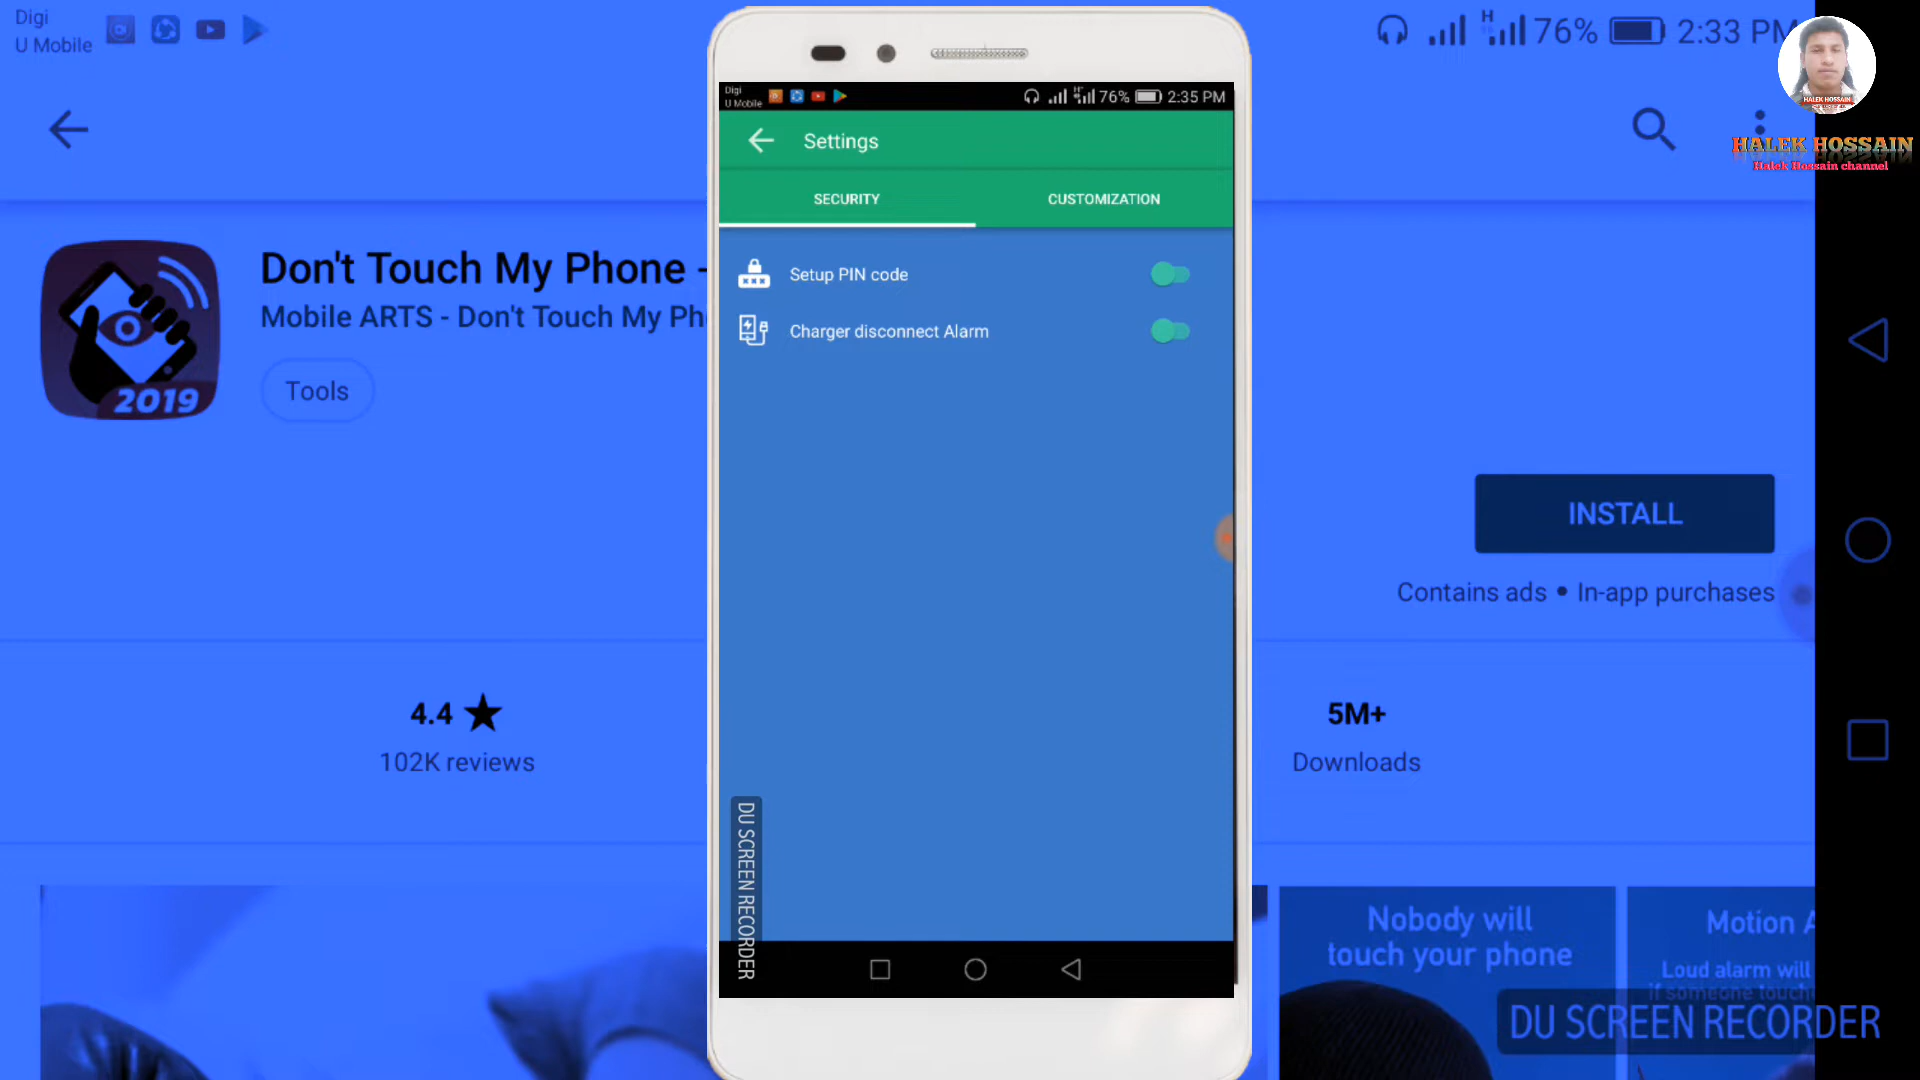 Digi
U Mobile
76% 2:33 PM
HALEK HOSSAIN
HALEK HOSSAIN
Halek Hossain channel
Don't Touch My Phone -
Mobile ARTS - Don't Touch My Ph
2019
Tools
INSTALL
Contains ads • In-app purchases
4.4 ★
102K reviews
5M+
Downloads
Digi
U Mobile
76% 2:35 PM
Settings
SECURITY
CUSTOMIZATION
Setup PIN code
Charger disconnect Alarm
DU SCREEN RECORDER
Nobody will
touch your phone
Motion A
Loud alarm will
if someone touch
DU SCREEN RECORDER